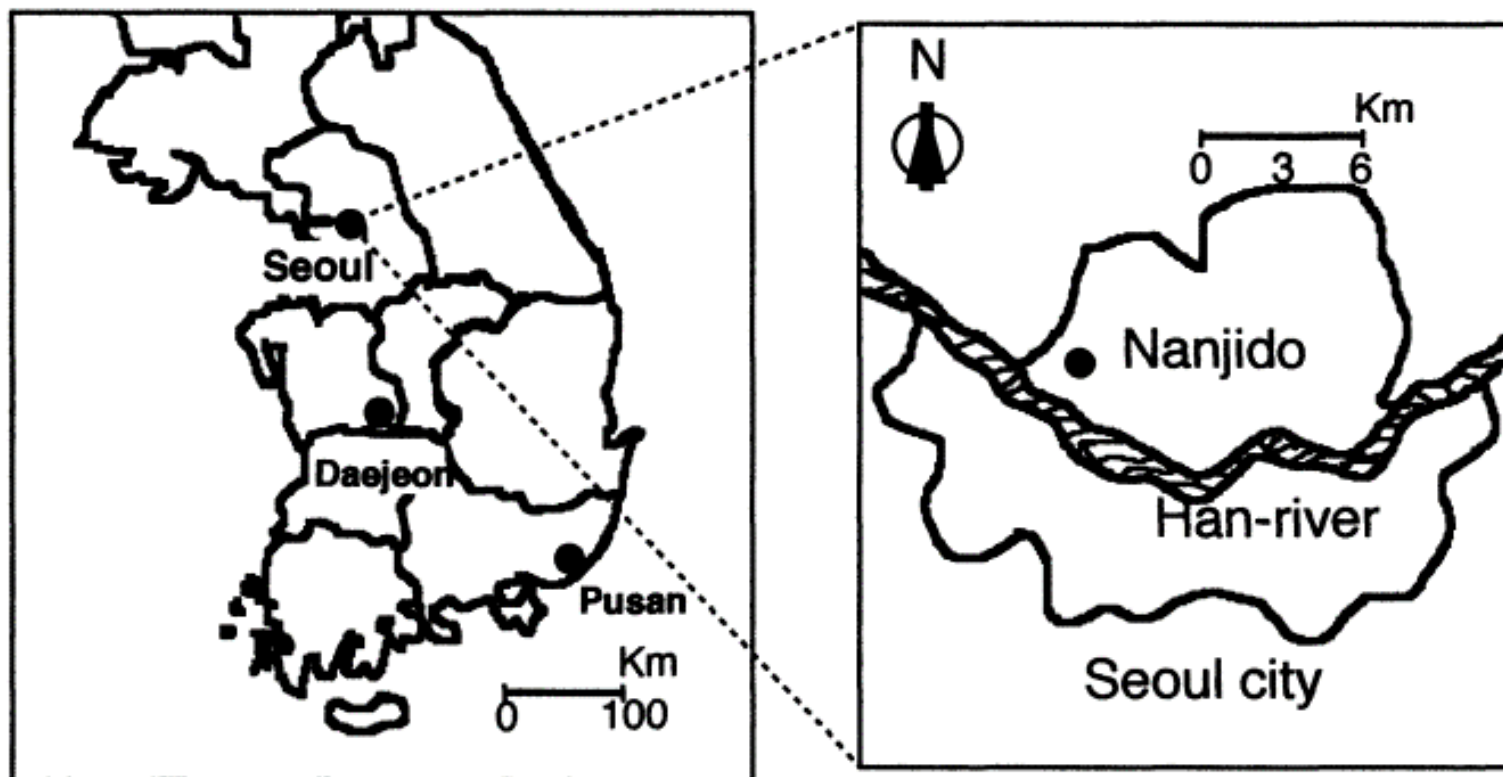 Seoul
Daejeon
Pusan
Km
0 100
N
Km
0 3 6
Nanjido
Han-river
Seoul city